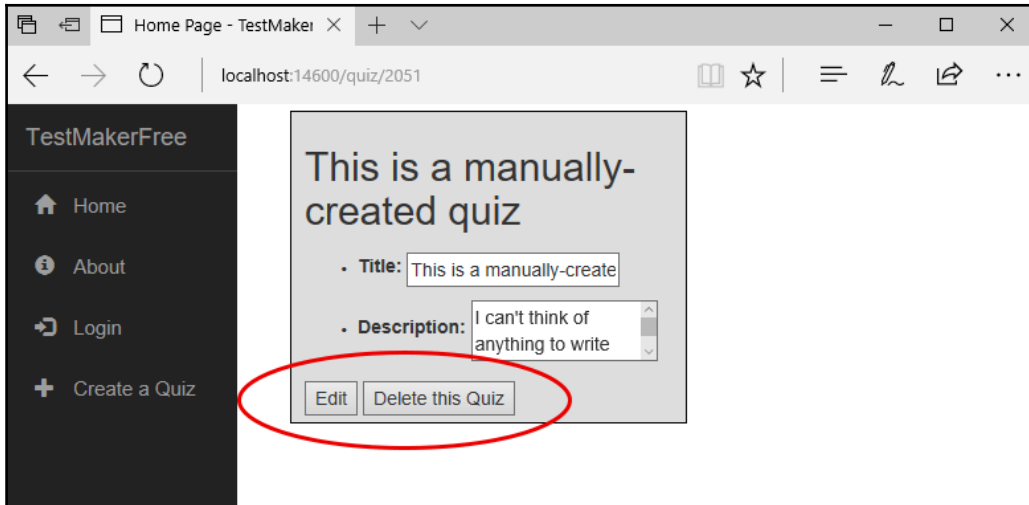 Home Page - TestMaker
localhost:14600/quiz/2051
TestMakerFree
Home
About
Login
Create a Quiz
This is a manually-
created quiz
• Title: This is a manually-create
• Description: I can't think of
anything to write
Edit Delete this Quiz